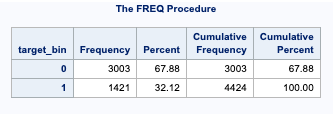 The FREQ Procedure
Cumulative Cumulative
target_bin Frequency Percent Frequency Percent
0 3003 67.88 3003 67.88
1 1421 32.12 4424 100.00